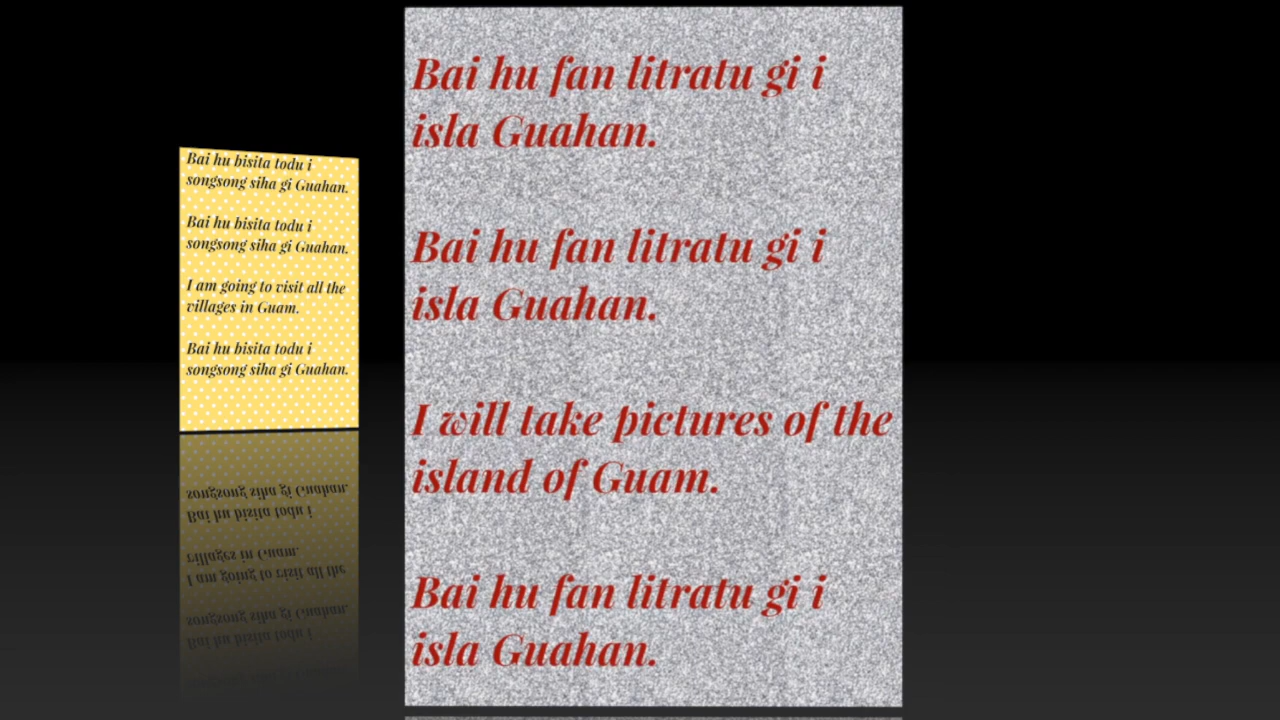 Bai hu bisita todu i
songsong siha gi Guahan.
Bai hu bisita todu i
songsong siha gi Guahan.
I am going to visit all the
villages in Guam.
Bai hu bisita todu i
songsong siha gi Guahan.
Bai hu fan litratu gi i
isla Guahan.
Bai hu fan litratu gi i
isla Guahan.
I will take pictures of the
island of Guam.
Bai hu fan litratu gi i
isla Guahan.